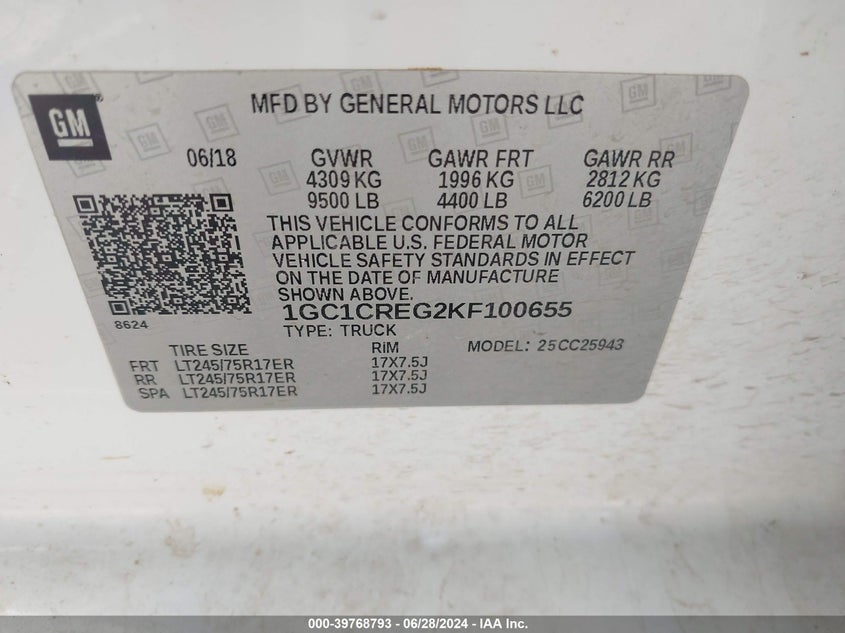 GM
MFD BY GENERAL MOTORS LLC
06/18 GVWR GAWR FRT GAWR RR
4309 KG 1996 KG 2812 KG
9500 LB 4400 LB 6200 LB
THIS VEHICLE CONFORMS TO ALL
APPLICABLE U.S. FEDERAL MOTOR
VEHICLE SAFETY STANDARDS IN EFFECT
ON THE DATE OF MANUFACTURE
SHOWN ABOVE.
8624
1GC1CREG2KF100655
TYPE: TRUCK
TIRE SIZE RIM MODEL: 25CC25943
FRT LT245/75R17ER 17X7.5J
RR LT245/75R17ER 17X7.5J
SPA LT245/75R17ER 17X7.5J
000-39768793 - 06/28/2024 - IAA Inc.